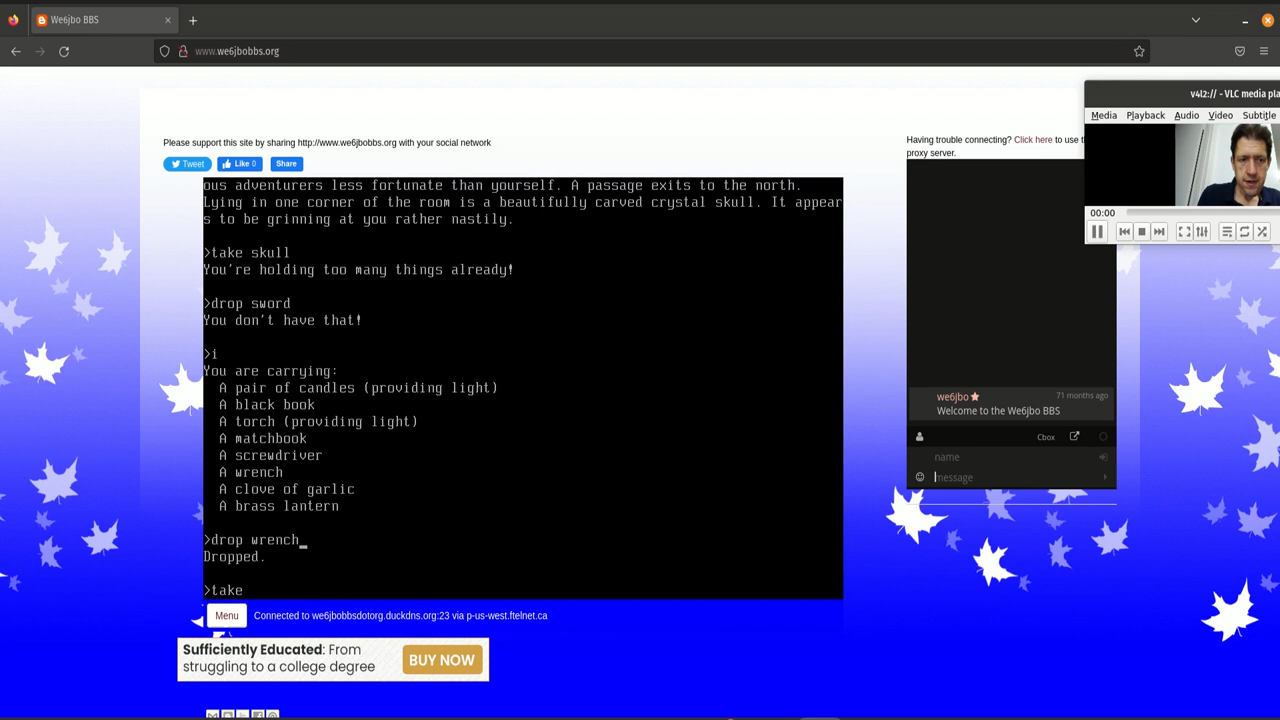 We6jbo BBS
www.we6jbobbs.org
v4l2:// - VLC media pla
Media Playback Audio Video Subtitle
00:00
Please support this site by sharing http://www.we6jbobbs.org with your social network
Tweet
Like 0
Share
Having trouble connecting? Click here to use t
proxy server.
ous adventurers less fortunate than yourself. A passage exits to the north.
Lying in one corner of the room is a beautifully carved crystal skull. It appear
s to be grinning at you rather nastily.
>take skull
You're holding too many things already!
>drop sword
You don't have that!
>i
You are carrying:
A pair of candles (providing light)
A black book
A torch (providing light)
A matchbook
A screwdriver
A wrench
A clove of garlic
A brass lantern
>drop wrench_
Dropped.
>take
we6jbo 71 months ago
Welcome to the We6jbo BBS
Cbox
name
message
Menu
Connected to we6jbobbsdotorg.duckdns.org:23 via p-us-west.ftelnet.ca
Sufficiently Educated: From
struggling to a college degree
BUY NOW